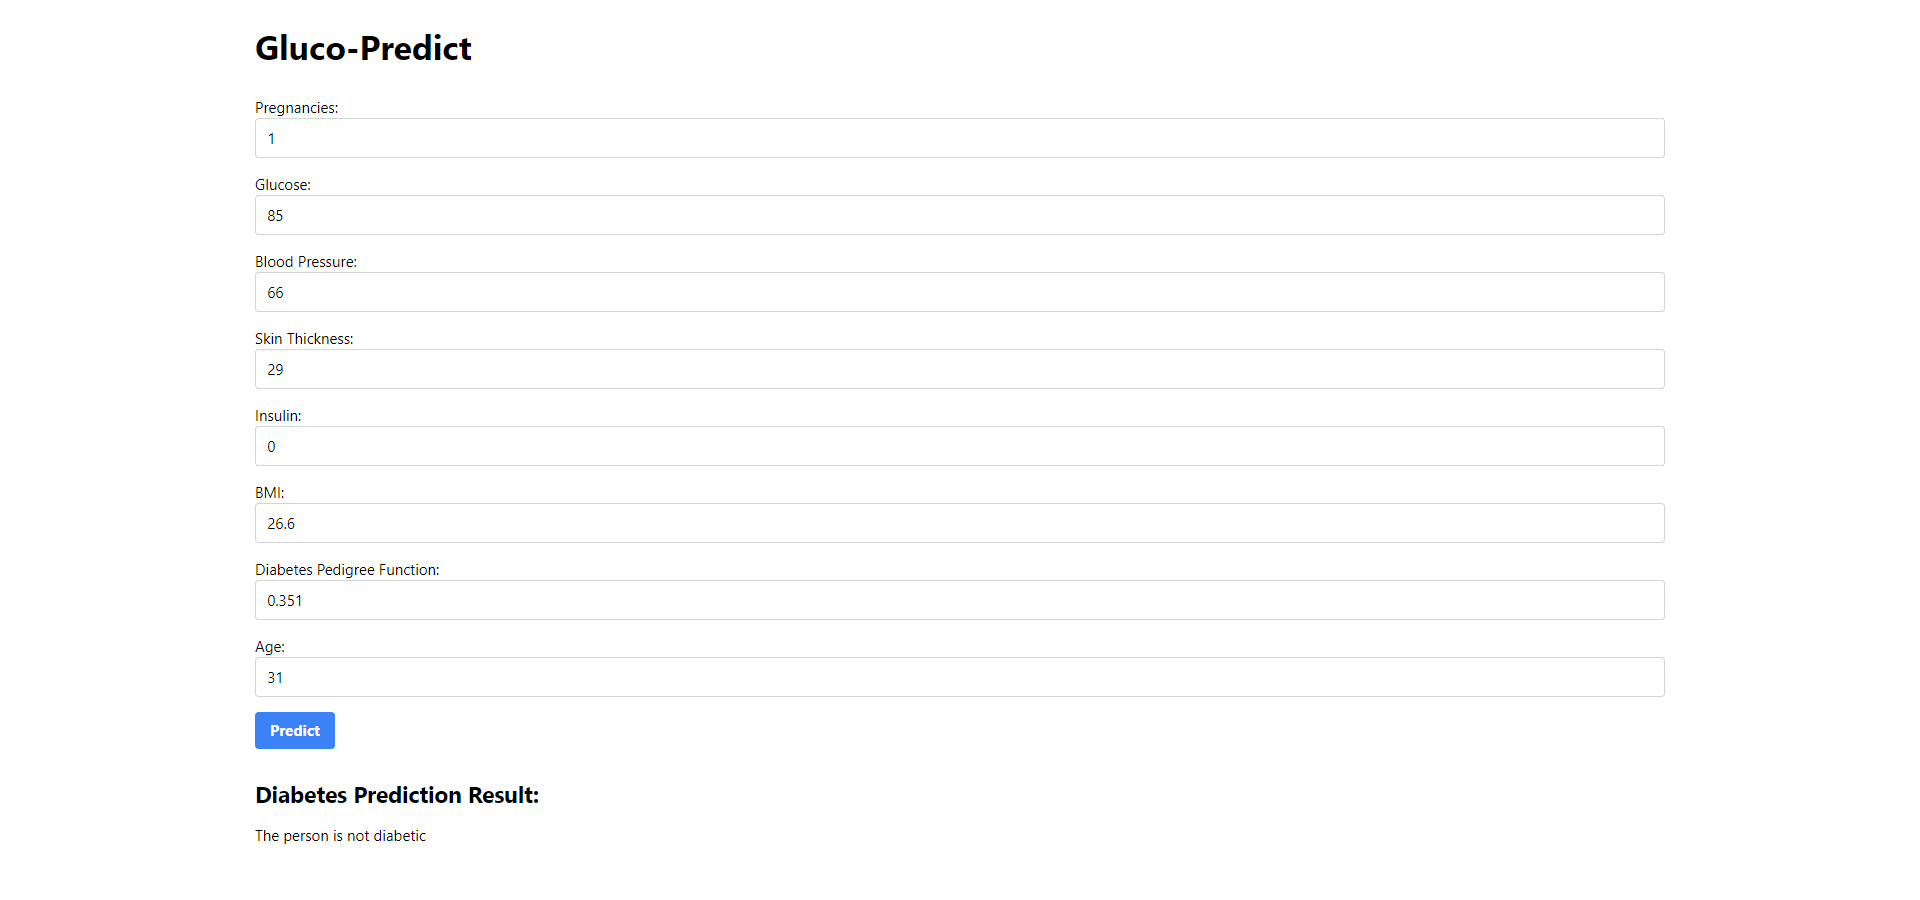 Gluco-Predict
Pregnancies:
1
Glucose:
85
Blood Pressure:
66
Skin Thickness:
29
Insulin:
0
BMI:
26.6
Diabetes Pedigree Function:
0.351
Age:
31
Predict
Diabetes Prediction Result:
The person is not diabetic